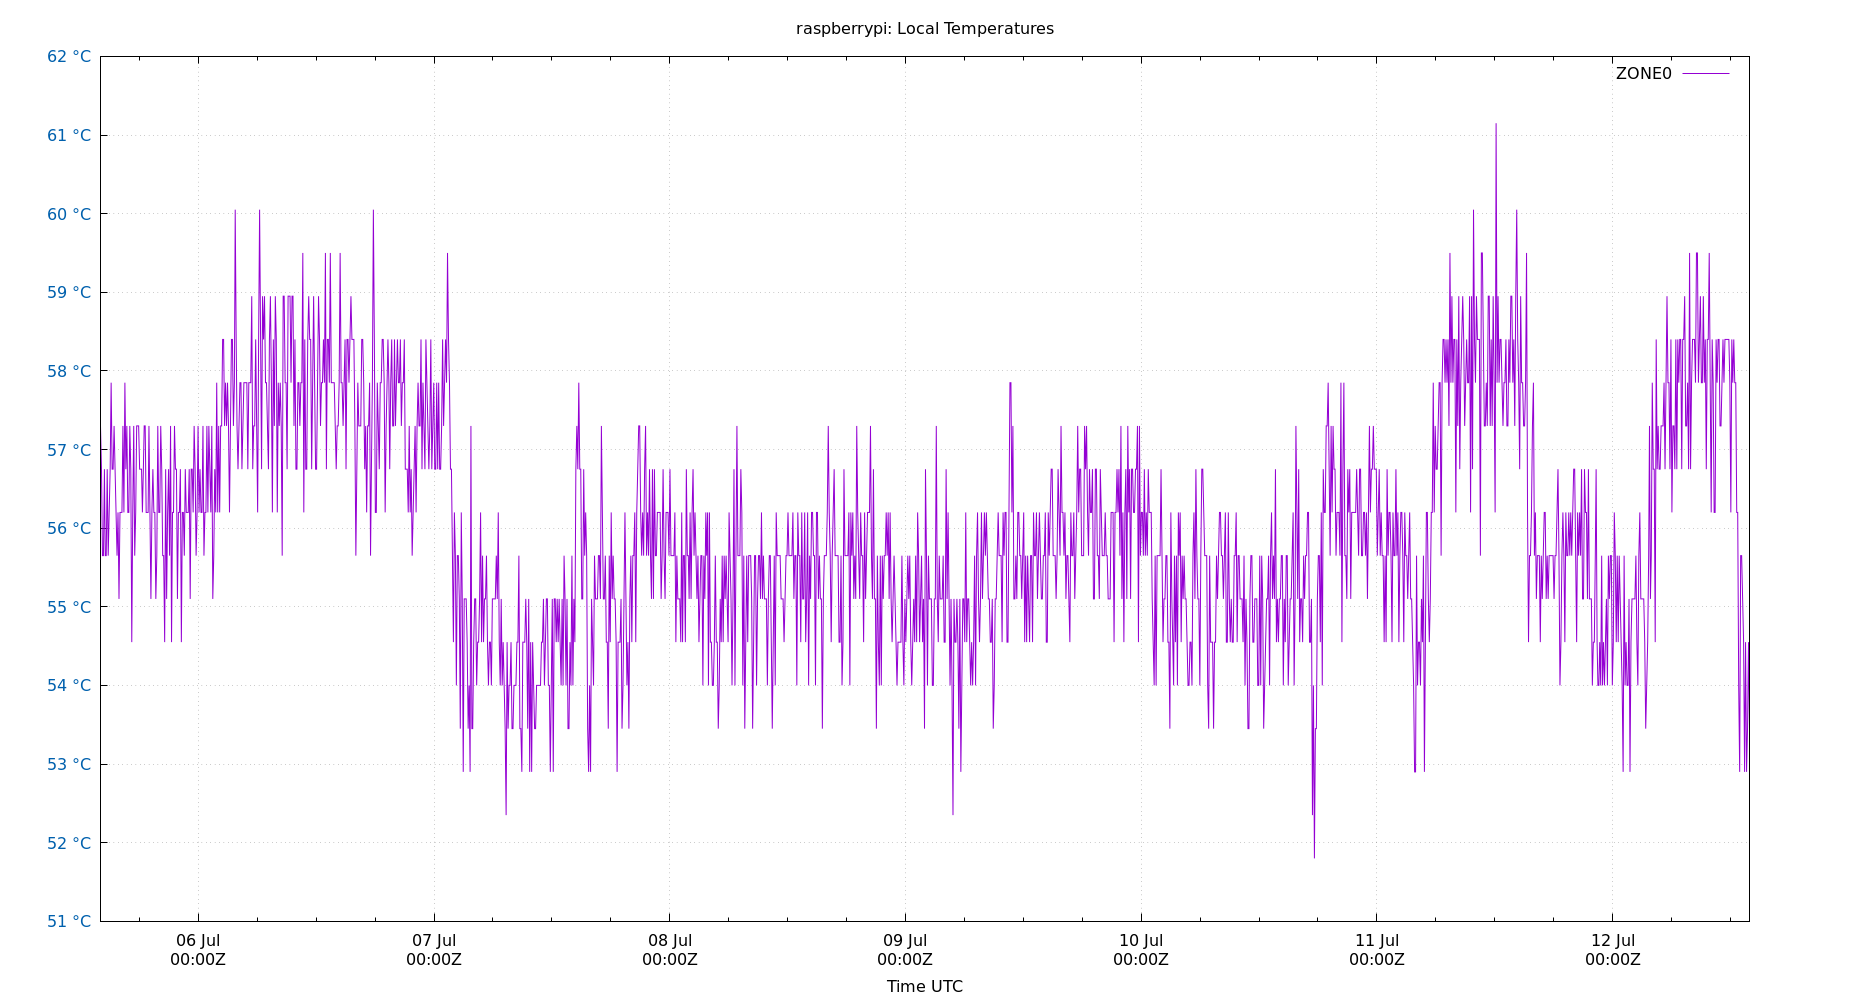 raspberrypi: Local Temperatures
62 °C
ZONE0
61 °C
60 °C
59 °C
58 °C
57 °C
56 °C
55 °C
54 °C
53 °C
52 °C
51 °C
06 Jul 07 Jul 08 Jul 09 Jul 10 Jul 11 Jul 12 Jul
00:00Z 00:00Z 00:00Z 00:00Z 00:00Z 00:00Z 00:00Z
Time UTC